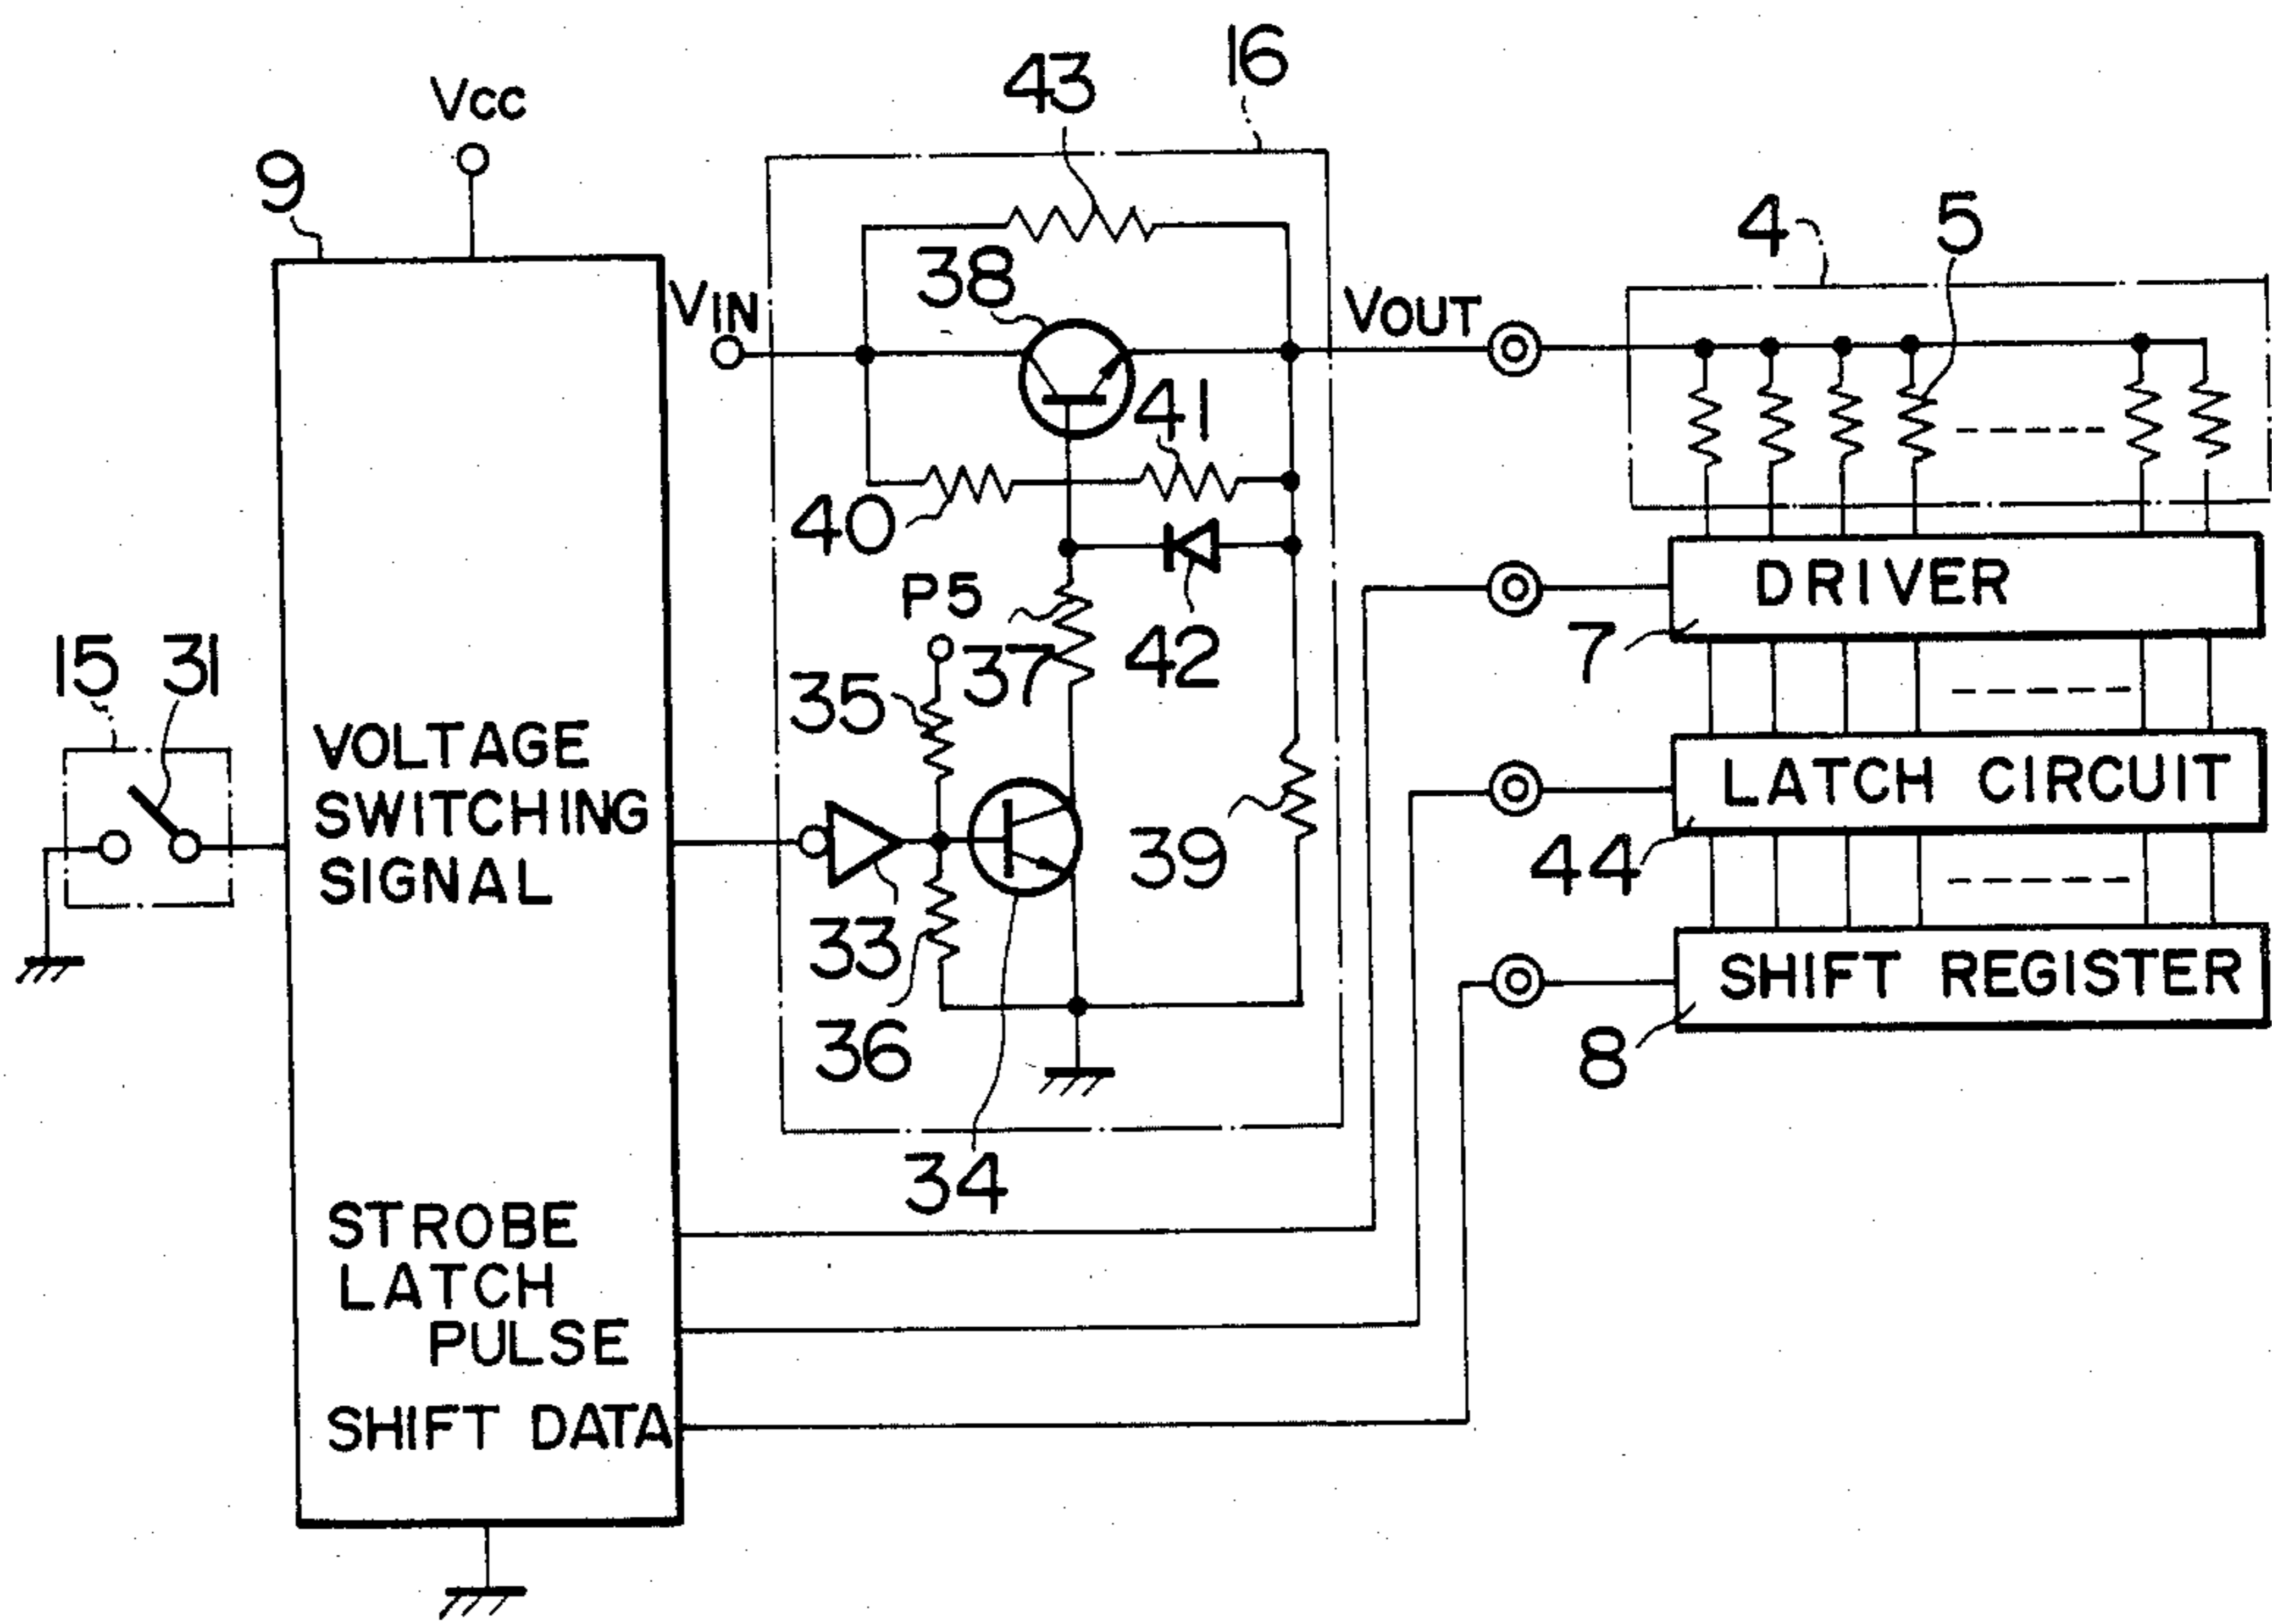 16
43
VCC
9
4
5
38
VIN
VOUT
41
40
P5
DRIVER
42
7
15
31
37
35
VOLTAGE
SWITCHING
SIGNAL
LATCH CIRCUIT
39
44
33
SHIFT REGISTER
36
8
34
STROBE
LATCH
PULSE
SHIFT DATA